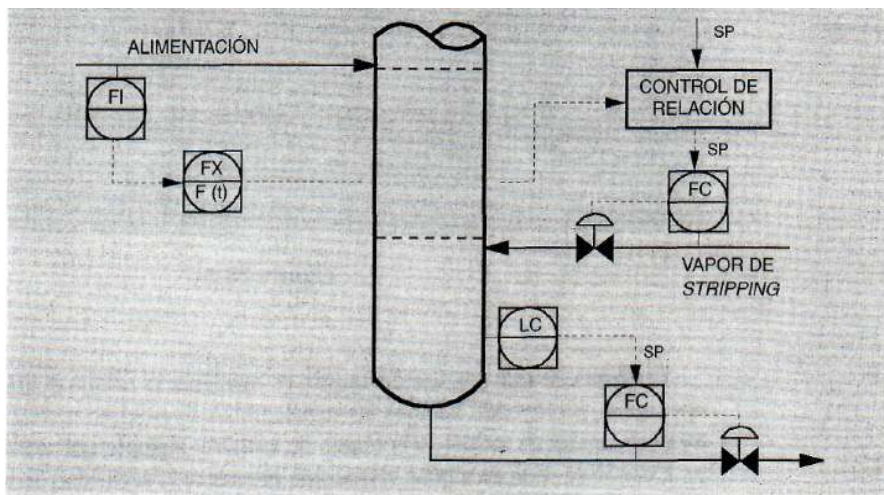 ALIMENTACIÓN
FI
FX
F (t)
SP
CONTROL DE
RELACIÓN
SP
FC
VAPOR DE
STRIPPING
LC
SP
FC